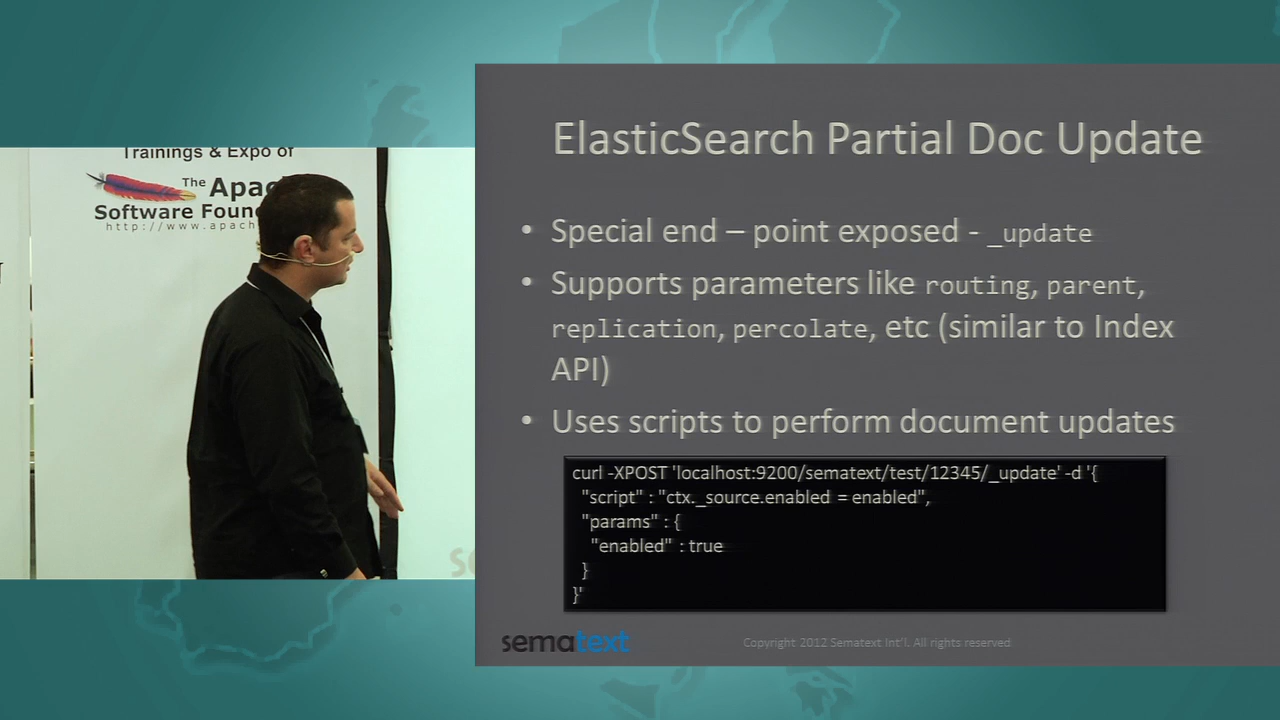 Trainings & Expo of
The Apac
Software Foun
http://www.apach
ElasticSearch Partial Doc Update
• Special end – point exposed - _update
• Supports parameters like routing, parent,
replication, percolate, etc (similar to Index
API)
• Uses scripts to perform document updates
curl -XPOST 'localhost:9200/sematext/test/12345/_update' -d '{
"script" : "ctx._source.enabled = enabled",
"params" : {
"enabled" : true
}
}'
sematext
Copyright 2012 Sematext Int'l. All rights reserved